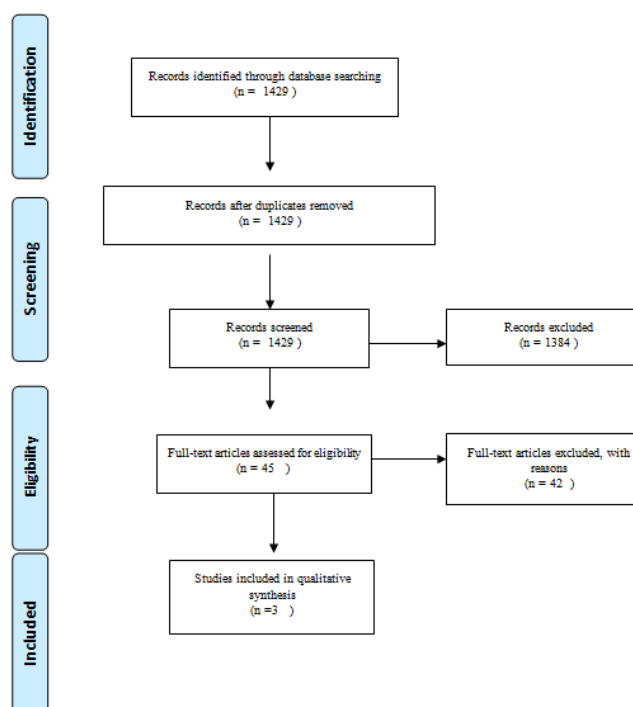 Identification
Records identified through database searching
(n = 1429 )
Records after duplicates removed
(n = 1429 )
Screening
Records screened
(n = 1429 )
Records excluded
(n = 1384 )
Eligibility
Full-text articles assessed for eligibility
(n = 45 )
Full-text articles excluded, with
reasons
(n = 42 )
Included
Studies included in qualitative
synthesis
(n =3 )